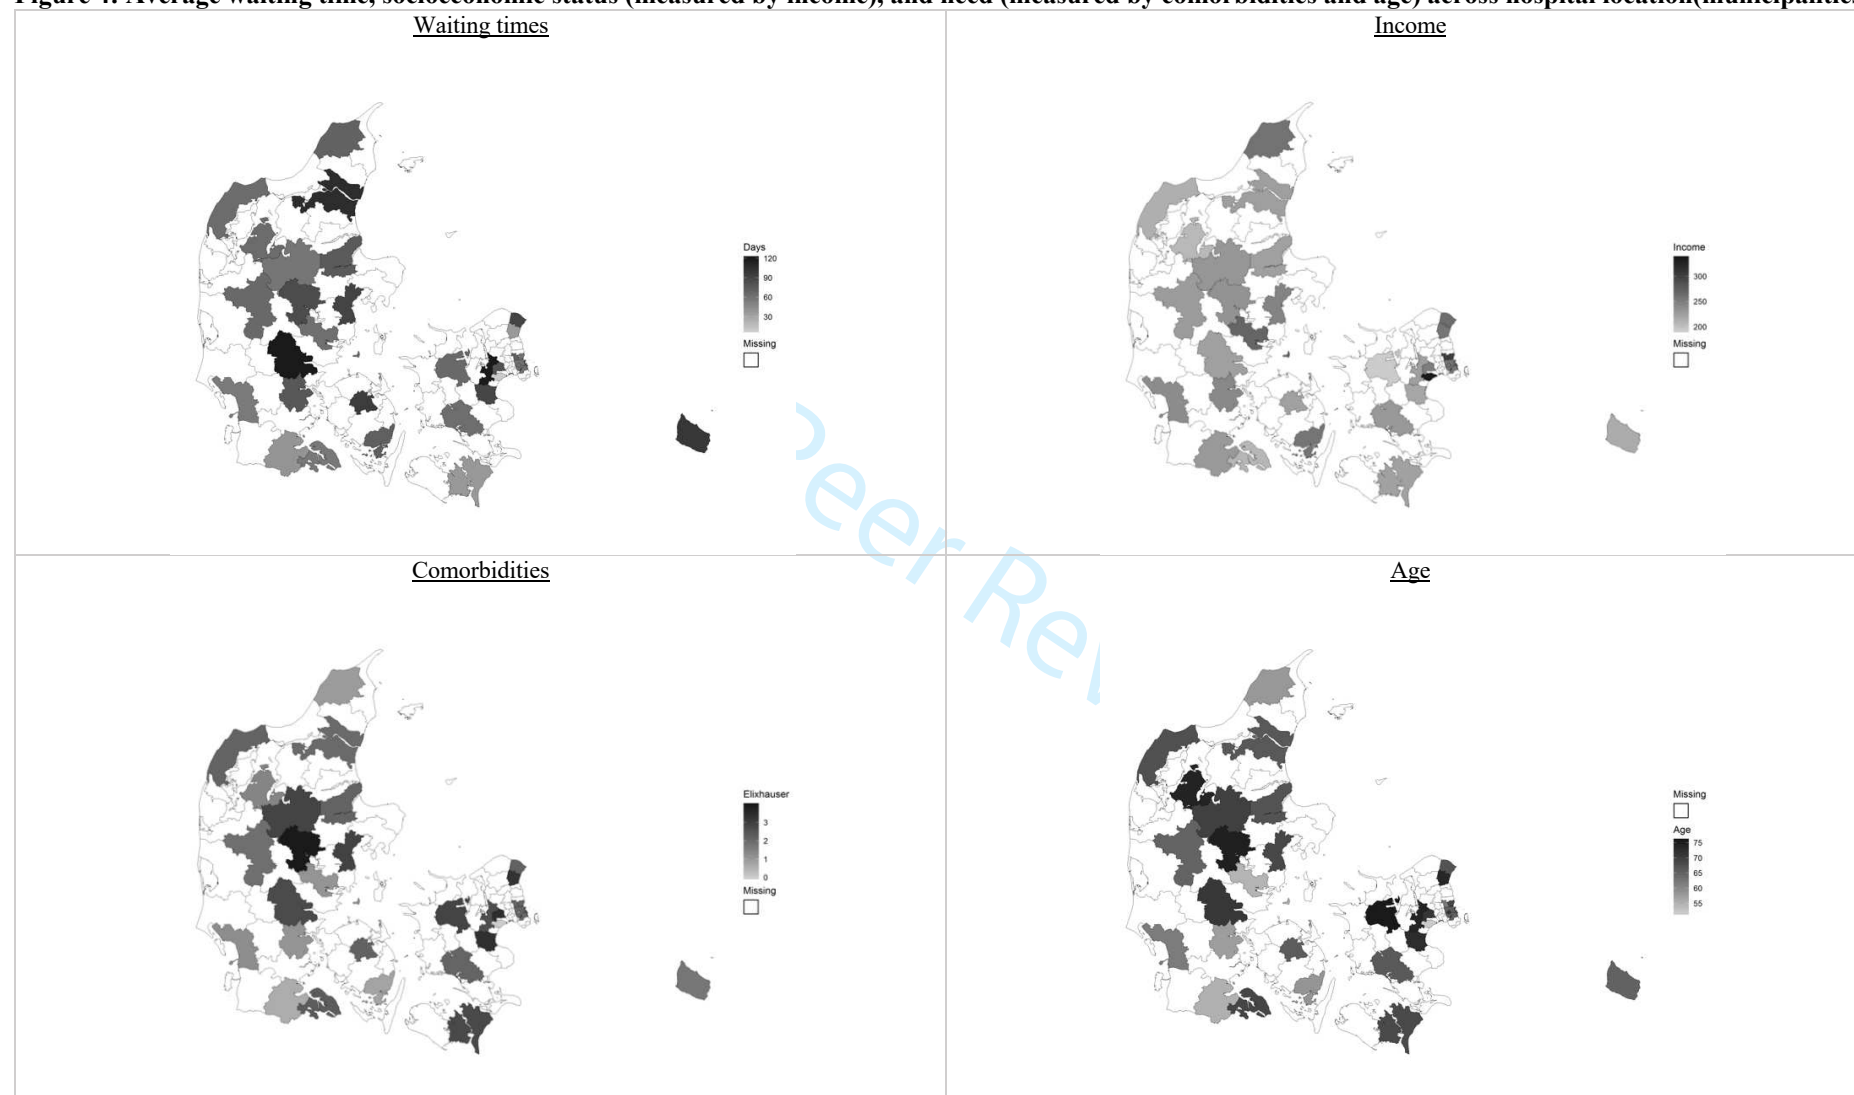 Figure 4: Average waiting time, socioeconomic status (measured by income), and need (measured by comorbidities and age) across hospital location(municipalities
Waiting times
Income
Days
120
90
60
30
Missing
Income
300
250
200
Missing
Peer Rev
Comorbidities
Age
Elixhauser
3
2
1
0
Missing
Missing
Age
75
70
65
60
55